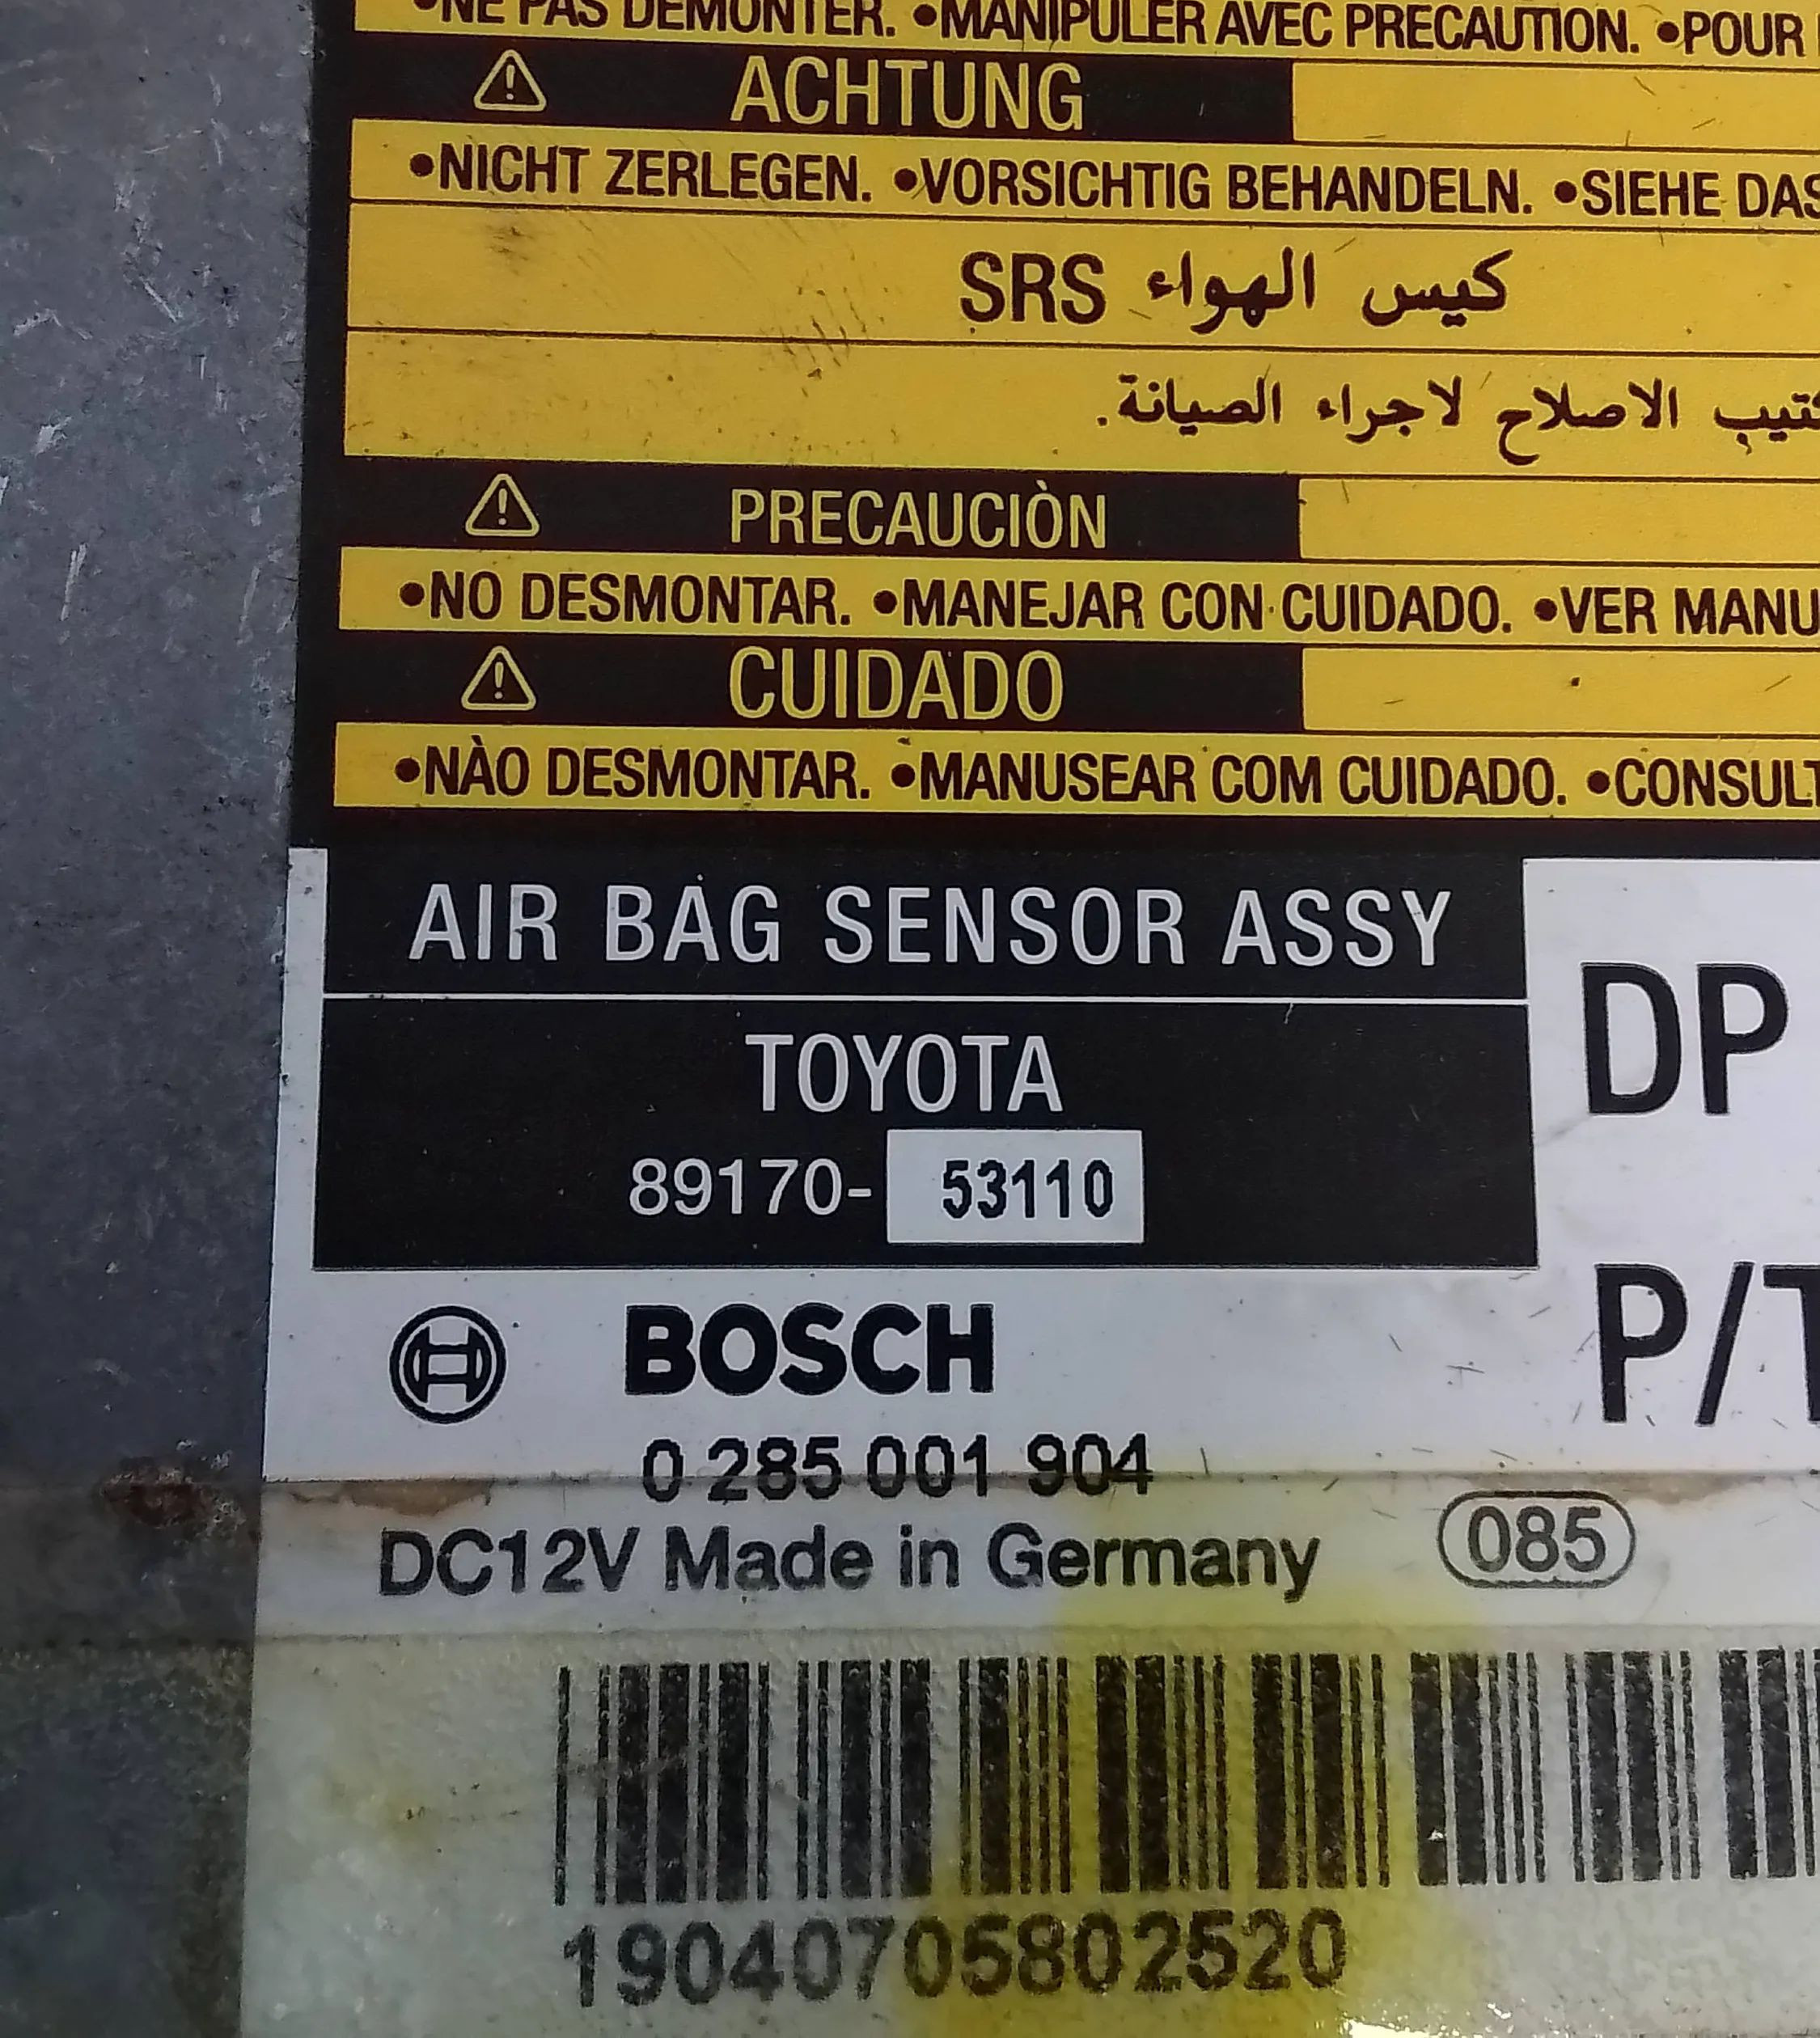 •NE PAS DEMONTER. •MANIPULER AVEC PRECAUTION. •POUR
ACHTUNG
•NICHT ZERLEGEN. •VORSICHTIG BEHANDELN. •SIEHE DAS
كيس الهواء SRS
كتيب الاصلاح لاجراء الصيانة.
PRECAUCIÒN
•NO DESMONTAR. •MANEJAR CON CUIDADO. •VER MANU
CUIDADO
•NÀO DESMONTAR. •MANUSEAR COM CUIDADO. •CONSULT
AIR BAG SENSOR ASSY
DP
TOYOTA
89170- 53110
P/T
BOSCH
0 285 001 904
DC12V Made in Germany 085
19040705802520